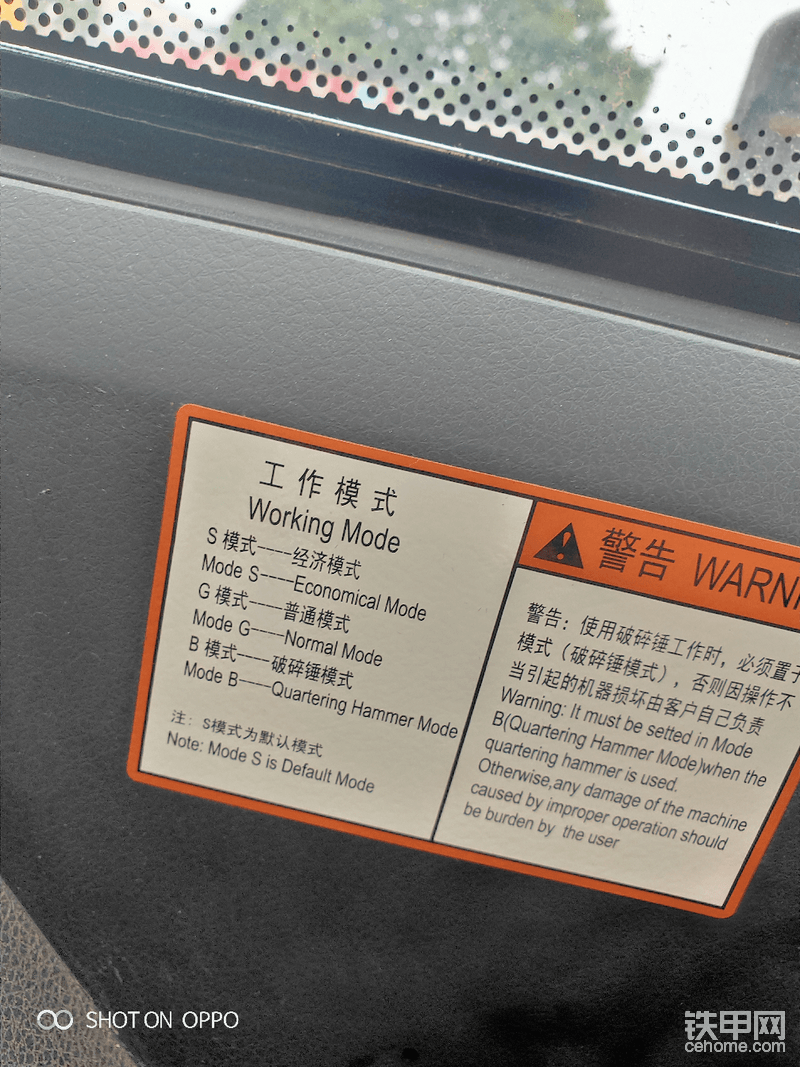 工作模式
Working Mode
S 模式----经济模式
Mode S----Economical Mode
G 模式----普通模式
Mode G----Normal Mode
B 模式----破碎锤模式
Mode B----Quartering Hammer Mode
注：S模式为默认模式
Note: Mode S is Default Mode
警告 WARN
警告：使用破碎锤工作时，必须置于
模式（破碎锤模式），否则因操作不
当引起的机器损坏由客户自己负责
Warning: It must be setted in Mode
B(Quartering Hammer Mode)when the
quartering hammer is used.
Otherwise,any damage of the machine
caused by improper operation should
be burden by the user
SHOT ON OPPO
铁甲网
cehome.com